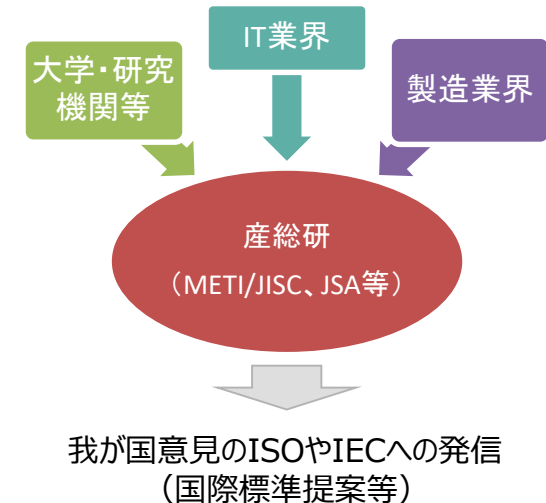 IT業界
大学・研究
機関等
製造業界
産総研
（METI/JISC、JSA等）
我が国意見のISOやIECへの発信
（国際標準提案等）